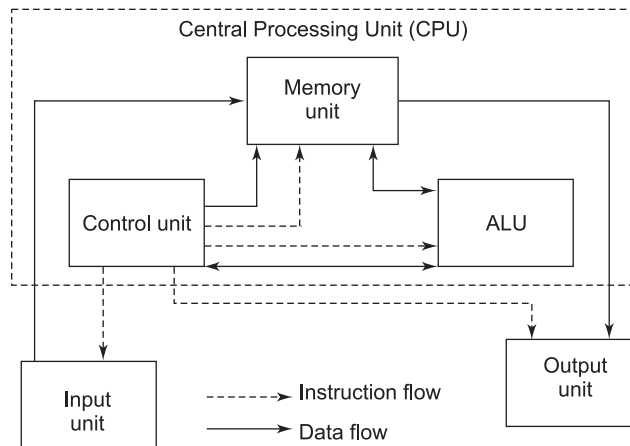 Central Processing Unit (CPU)
Memory
unit
Control unit
ALU
Input
unit
Output
unit
Instruction flow
Data flow